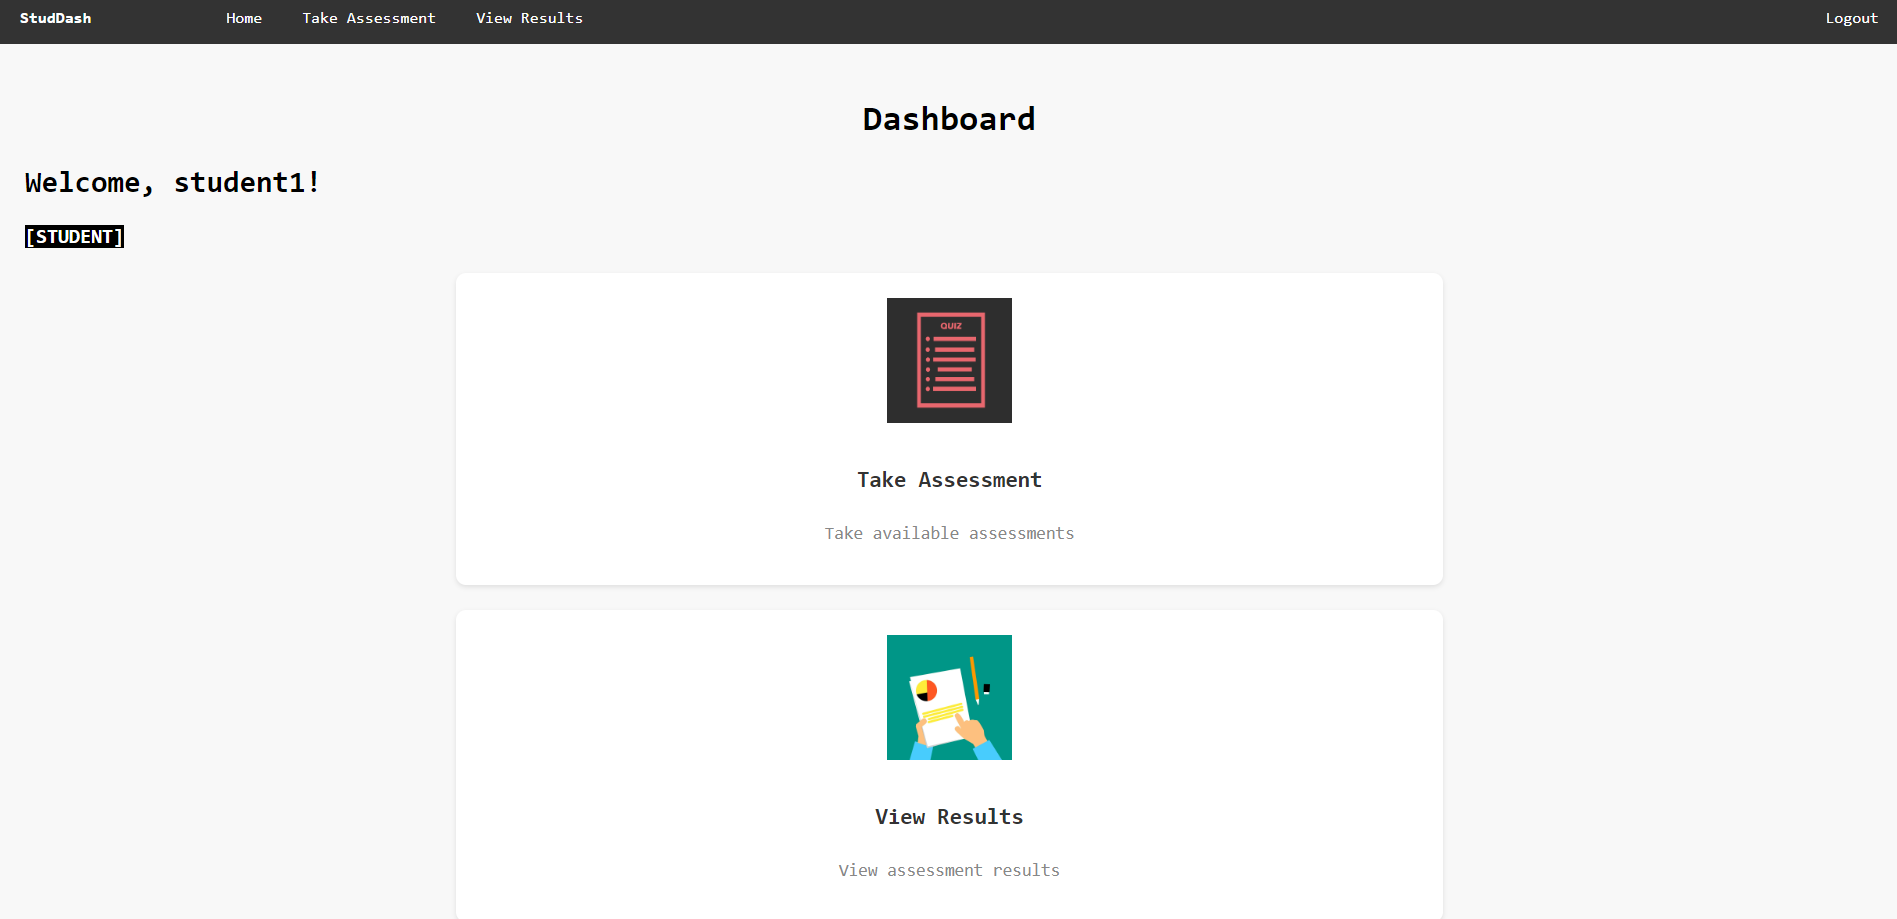 StudDash Home Take Assessment View Results Logout
Dashboard
Welcome, student1!
[STUDENT]
QUIZ
Take Assessment
Take available assessments
View Results
View assessment results